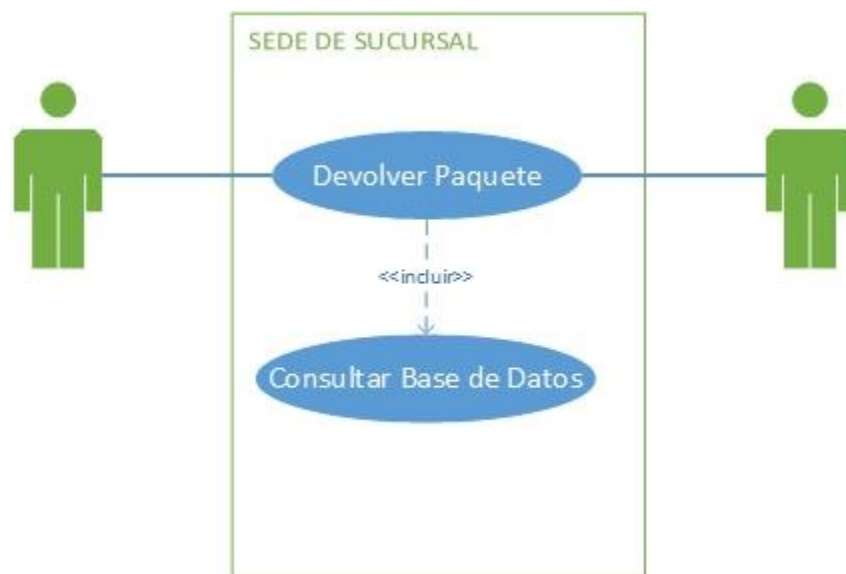 SEDE DE SUCURSAL
Devolver Paquete
<<incluir>>
Consultar Base de Datos